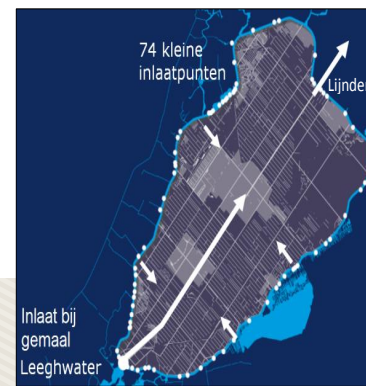 74 kleine
inlaatpunten
Lijnden
Inlaat bij
gemaal
Leeghwater